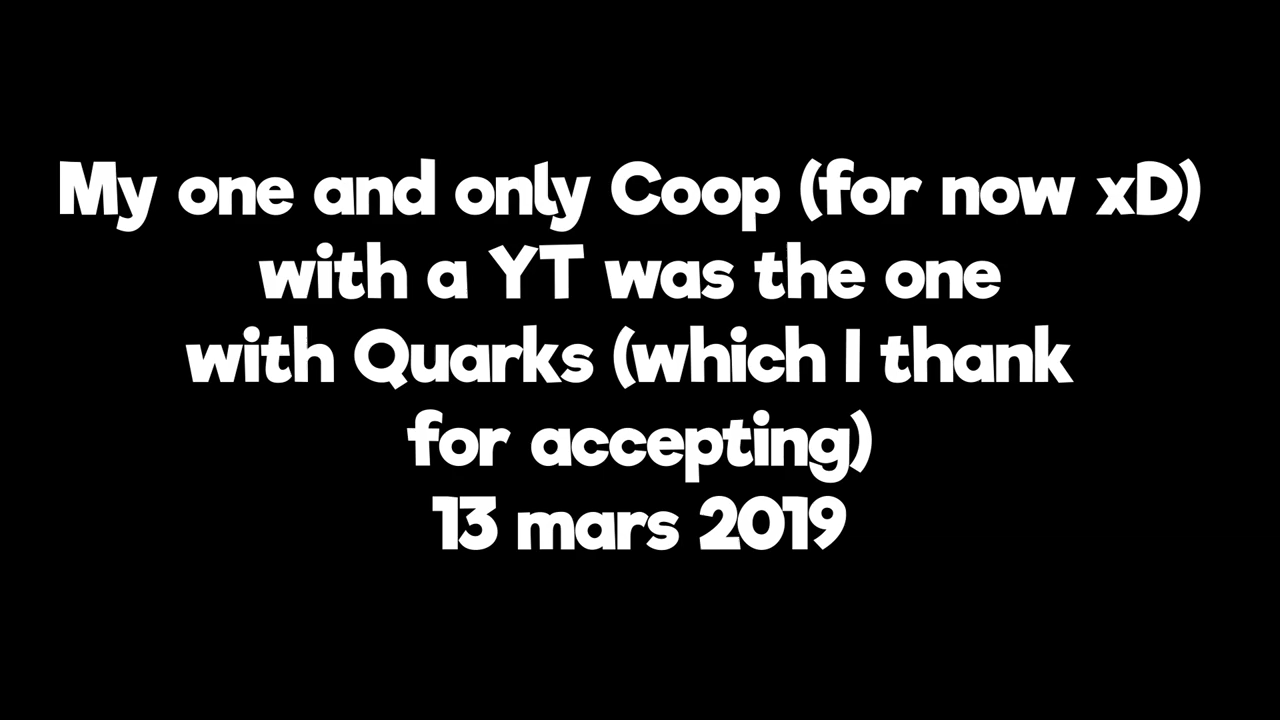 My one and only Coop (for now xD)
with a YT was the one
with Quarks (which I thank
for accepting)
13 mars 2019